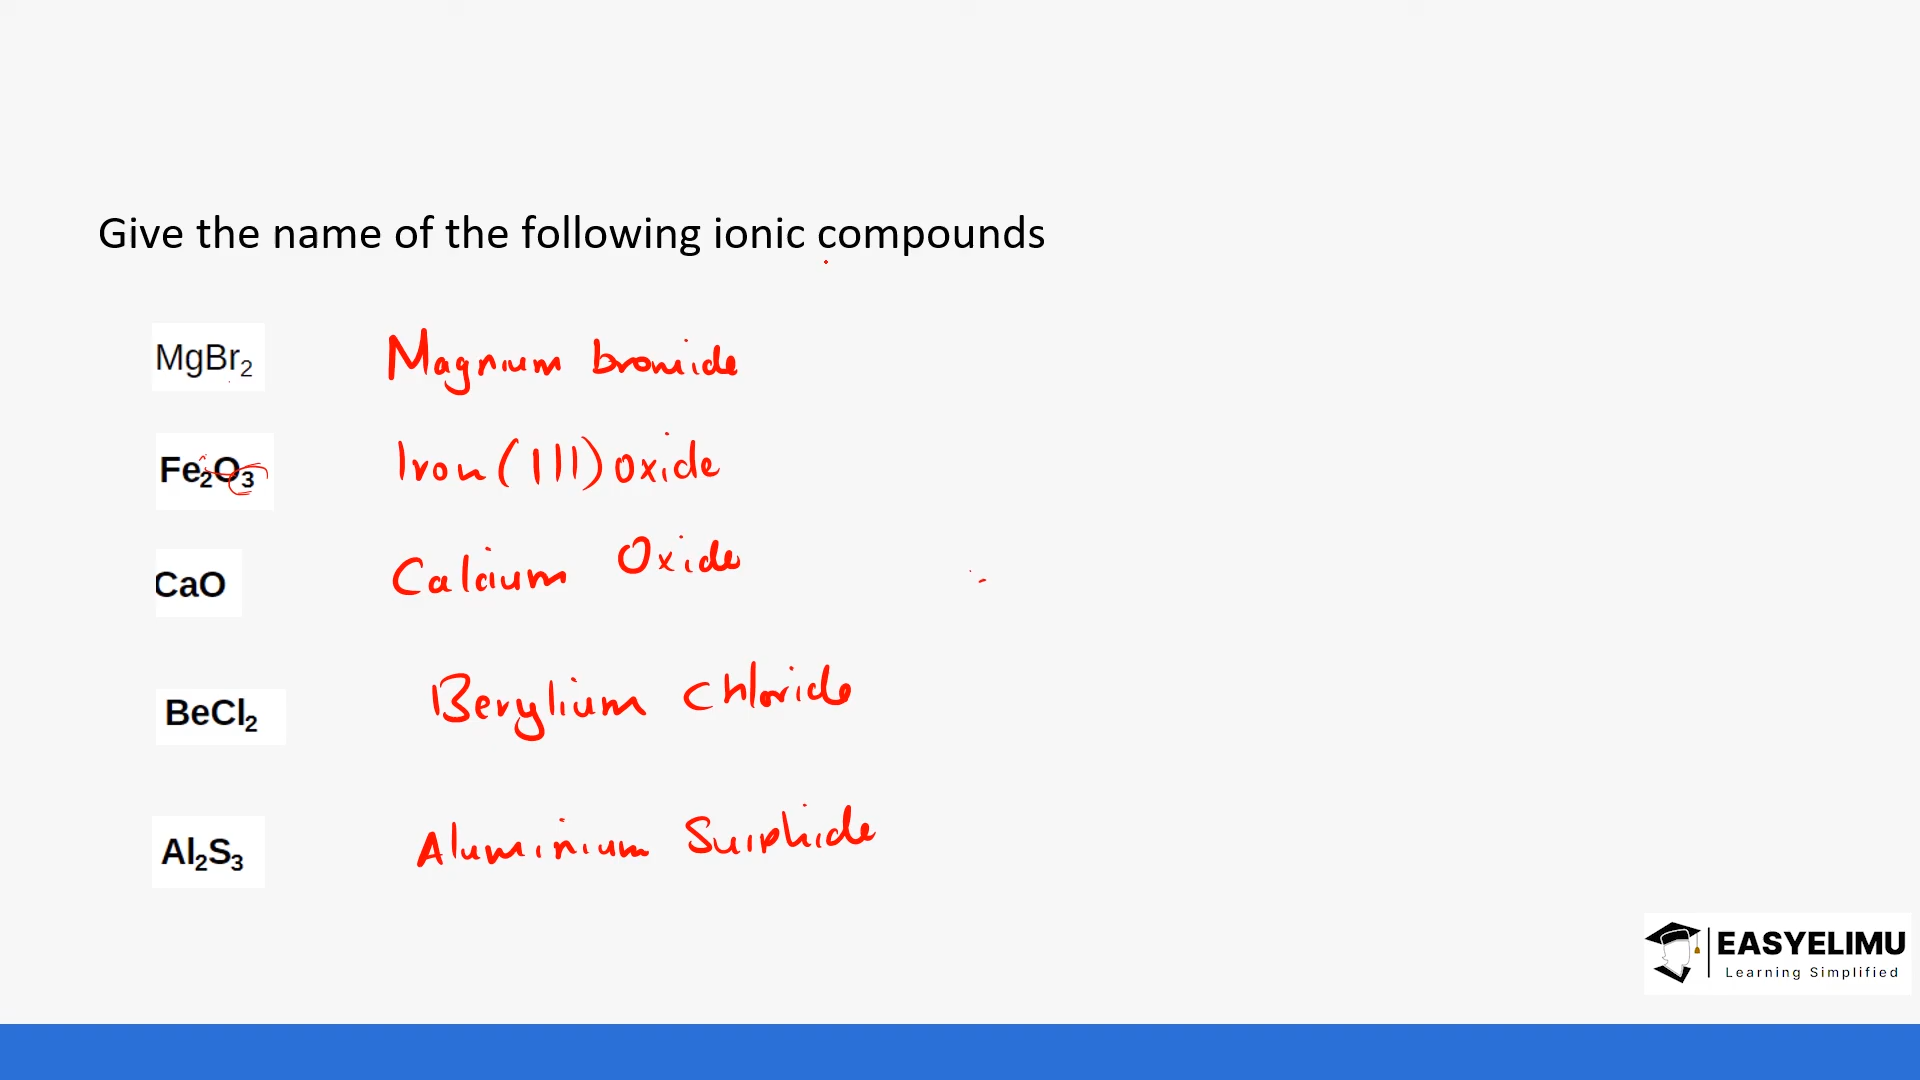 Give the name of the following ionic compounds
MgBr₂ Magnium bromide
Fe₂O₃ Iron (III) oxide
CaO Calcium Oxide
BeCl₂ Berylium Chloride
Al₂S₃ Aluminium Sulphide
EASYELIMU
Learning Simplified